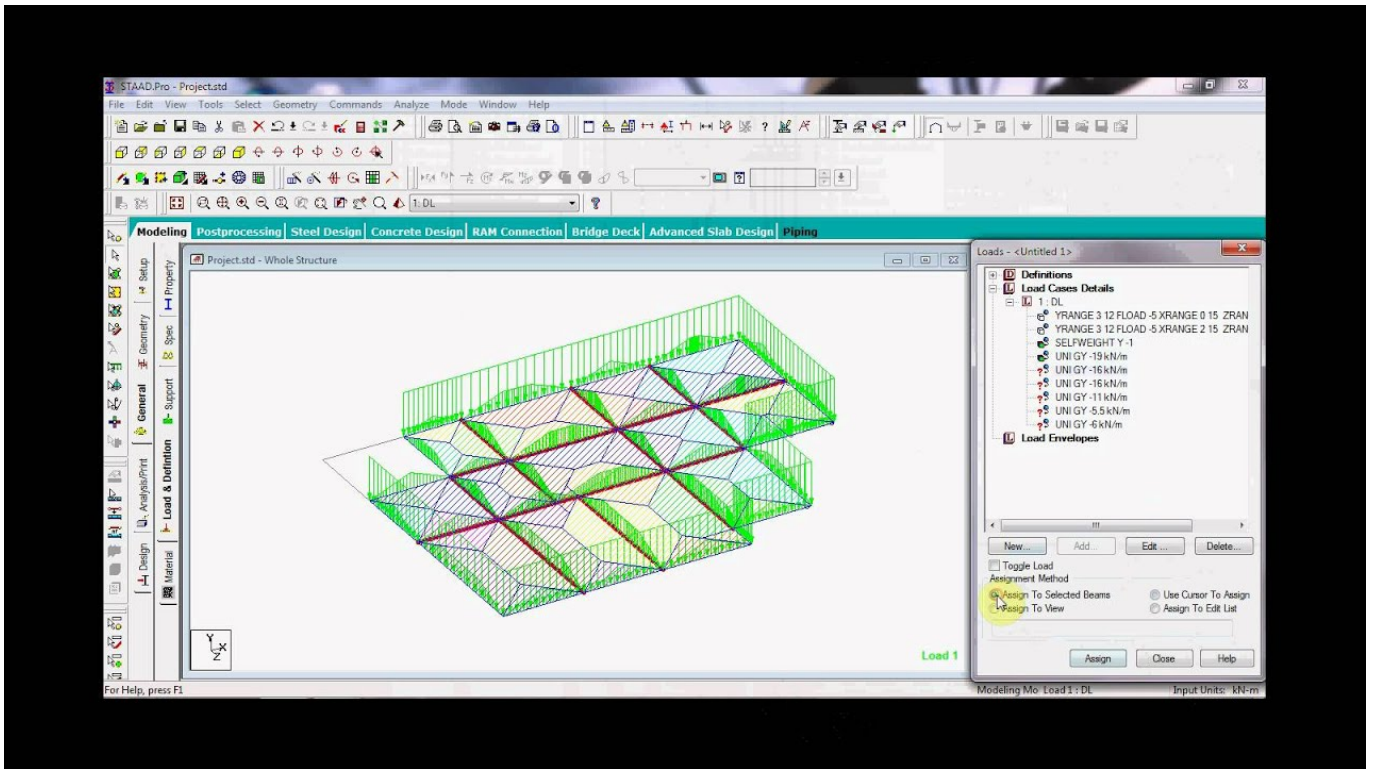 STAAD.Pro - Project.std
File Edit View Tools Select Geometry Commands Analyze Mode Window Help
1: DL
Modeling Postprocessing Steel Design Concrete Design RAM Connection Bridge Deck Advanced Slab Design Piping
Setup
Geometry
General
Analysis/Print
Design
Property
Spec
Support
Load & Defintion
Material
Project.std - Whole Structure
Y
X
Z
Load 1
Loads - <Untitled 1>
Definitions
Load Cases Details
1 : DL
YRANGE 3 12 FLOAD -5 XRANGE 0 15 ZRAN
YRANGE 3 12 FLOAD -5 XRANGE 2 15 ZRAN
SELFWEIGHT Y -1
UNI GY -19 kN/m
UNI GY -16 kN/m
UNI GY -16 kN/m
UNI GY -11 kN/m
UNI GY -5.5 kN/m
UNI GY -6 kN/m
Load Envelopes
New... Add... Edit ... Delete...
Toggle Load
Assignment Method
Assign To Selected Beams Use Cursor To Assign
Assign To View Assign To Edit List
Assign Close Help
For Help, press F1
Modeling Mo Load 1 : DL Input Units: kN-m